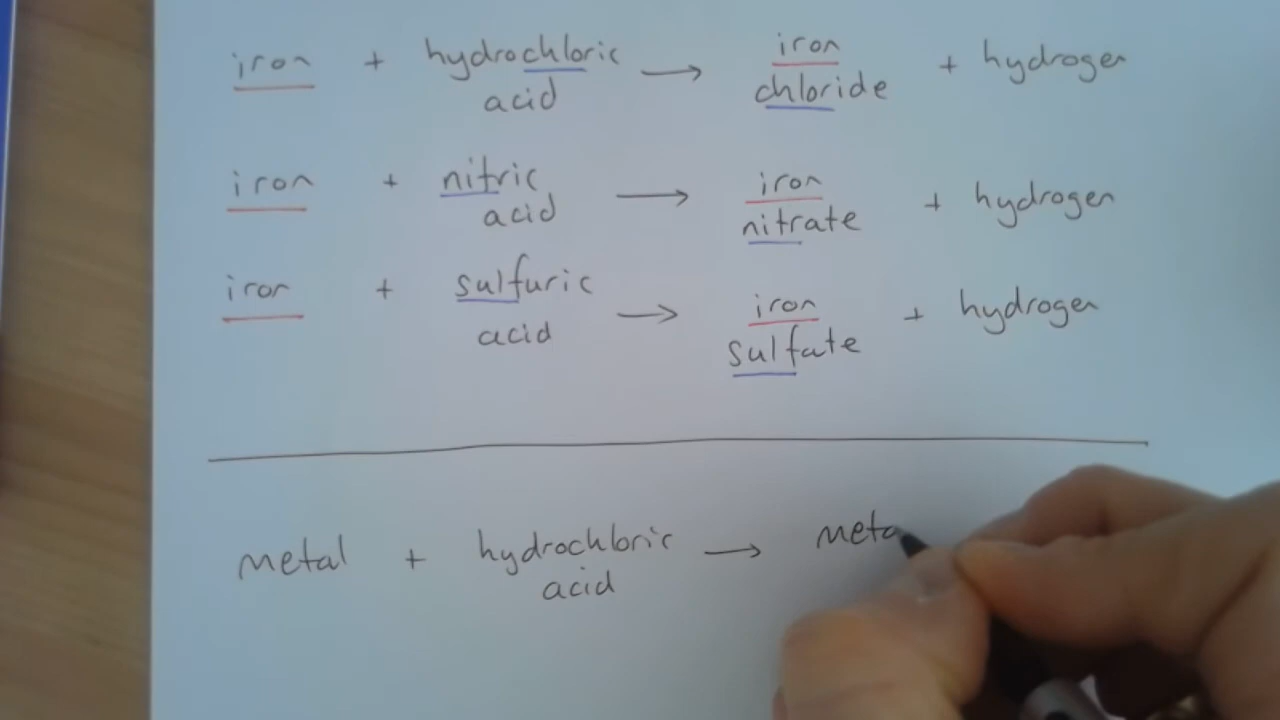 iron + hydrochloric acid → iron chloride + hydrogen
iron + nitric acid → iron nitrate + hydrogen
iron + sulfuric acid → iron sulfate + hydrogen
metal + hydrochloric acid → meta